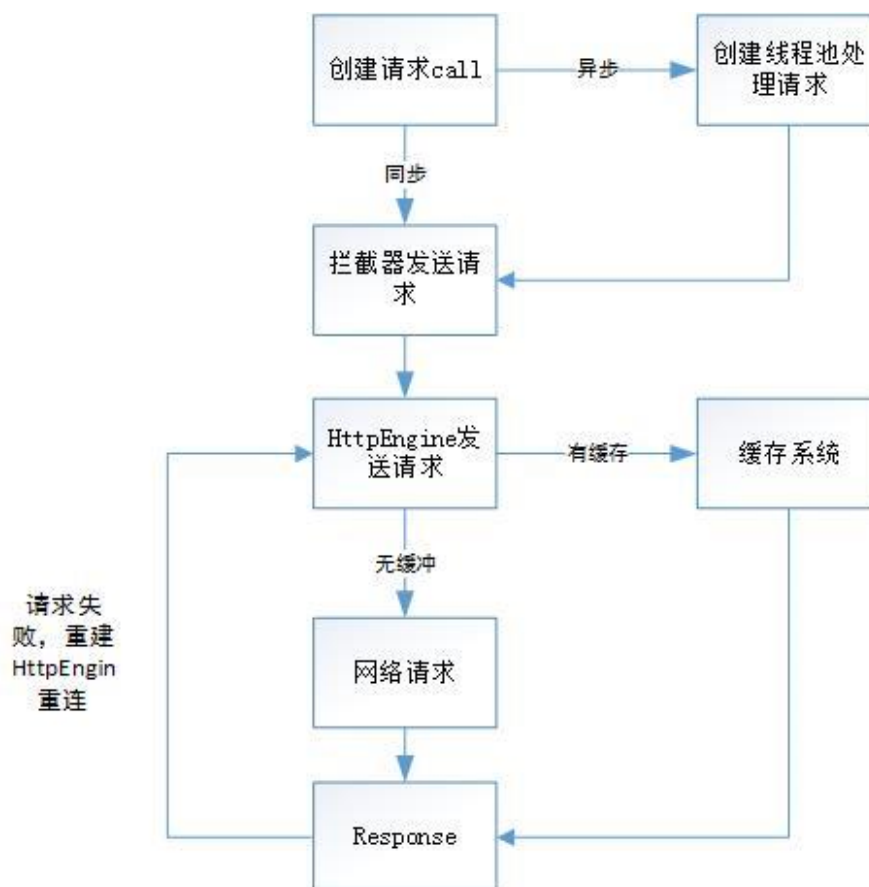 创建请求call
异步
创建线程池处
理请求
同步
拦截器发送请
求
HttpEngine发
送请求
有缓存
缓存系统
无缓冲
请求失
败，重建
HttpEngin
重连
网络请求
Response